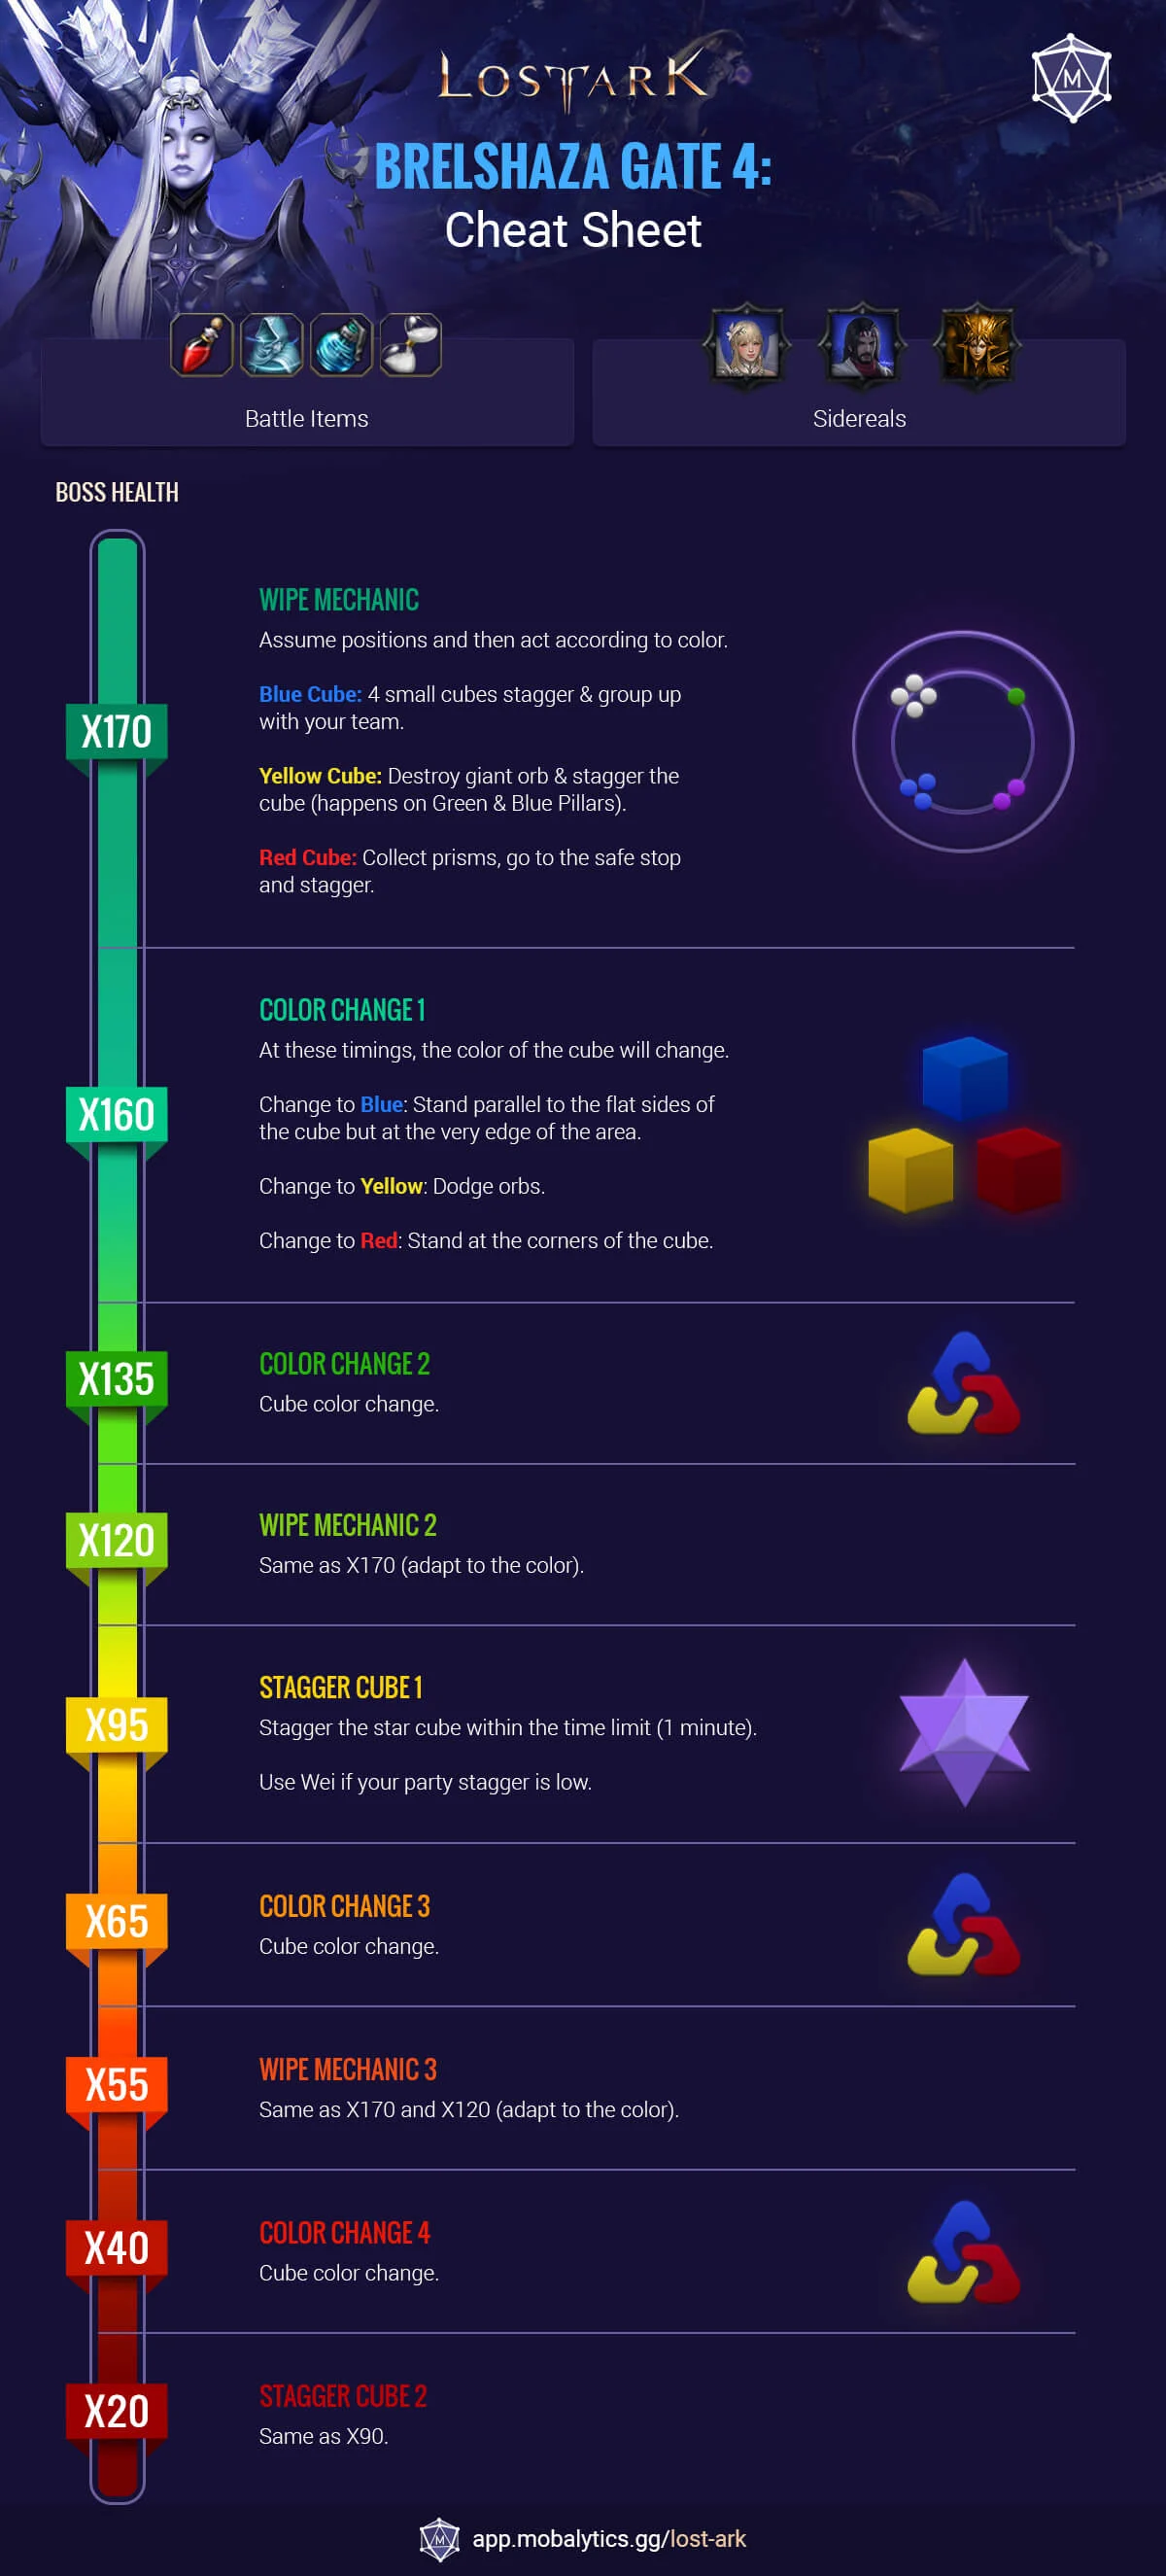 LOST ARK
M
BRELSHAZA GATE 4:
Cheat Sheet
Battle Items
Sidereals
BOSS HEALTH
X170
WIPE MECHANIC
Assume positions and then act according to color.
Blue Cube: 4 small cubes stagger & group up
with your team.
Yellow Cube: Destroy giant orb & stagger the
cube (happens on Green & Blue Pillars).
Red Cube: Collect prisms, go to the safe stop
and stagger.
X160
COLOR CHANGE 1
At these timings, the color of the cube will change.
Change to Blue: Stand parallel to the flat sides of
the cube but at the very edge of the area.
Change to Yellow: Dodge orbs.
Change to Red: Stand at the corners of the cube.
X135
COLOR CHANGE 2
Cube color change.
X120
WIPE MECHANIC 2
Same as X170 (adapt to the color).
X95
STAGGER CUBE 1
Stagger the star cube within the time limit (1 minute).
Use Wei if your party stagger is low.
X65
COLOR CHANGE 3
Cube color change.
X55
WIPE MECHANIC 3
Same as X170 and X120 (adapt to the color).
X40
COLOR CHANGE 4
Cube color change.
X20
STAGGER CUBE 2
Same as X90.
M
app.mobalytics.gg/lost-ark